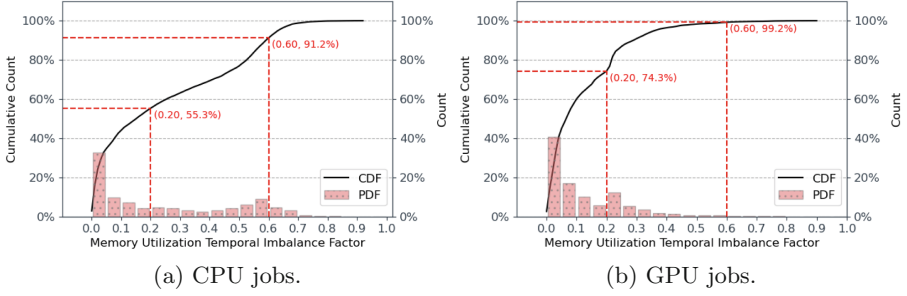 100%
80%
60%
40%
20%
0%
Cumulative Count
(0.60, 91.2%)
(0.20, 55.3%)
CDF
PDF
100%
80%
60%
40%
20%
0%
Count
0.0 0.1 0.2 0.3 0.4 0.5 0.6 0.7 0.8 0.9 1.0
Memory Utilization Temporal Imbalance Factor
(a) CPU jobs.
100%
80%
60%
40%
20%
0%
Cumulative Count
(0.60, 99.2%)
(0.20, 74.3%)
CDF
PDF
100%
80%
60%
40%
20%
0%
Count
0.0 0.1 0.2 0.3 0.4 0.5 0.6 0.7 0.8 0.9 1.0
Memory Utilization Temporal Imbalance Factor
(b) GPU jobs.